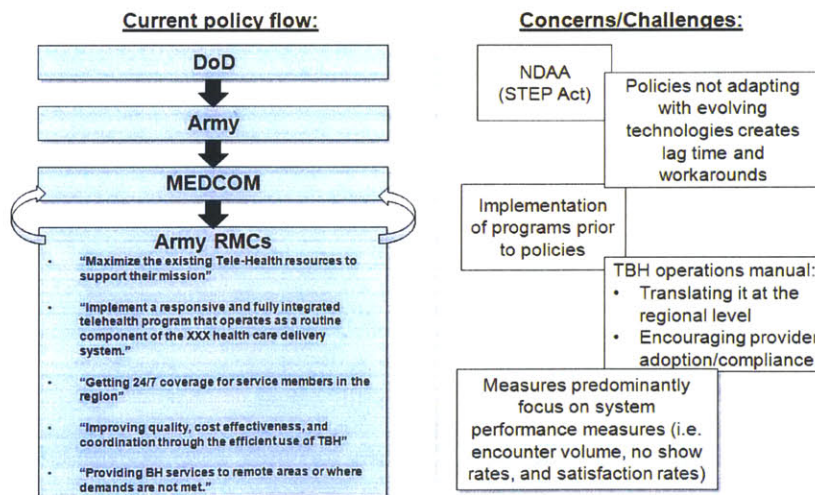 Current policy flow:
DoD
Army
MEDCOM
Army RMCs
• "Maximize the existing Tele-Health resources to
support their mission"
• "Implement a responsive and fully integrated
telehealth program that operates as a routine
component of the XXX health care delivery
system."
• "Getting 24/7 coverage for service members in the
region"
• "Improving quality, cost effectiveness, and
coordination through the efficient use of TBH"
• "Providing BH services to remote areas or where
demands are not met."
Concerns/Challenges:
NDAA
(STEP Act)
Policies not adapting
with evolving
technologies creates
lag time and
workarounds
Implementation
of programs prior
to policies
TBH operations manual:
• Translating it at the
regional level
• Encouraging provider
adoption/compliance
Measures predominantly
focus on system
performance measures (i.e.
encounter volume, no show
rates, and satisfaction rates)